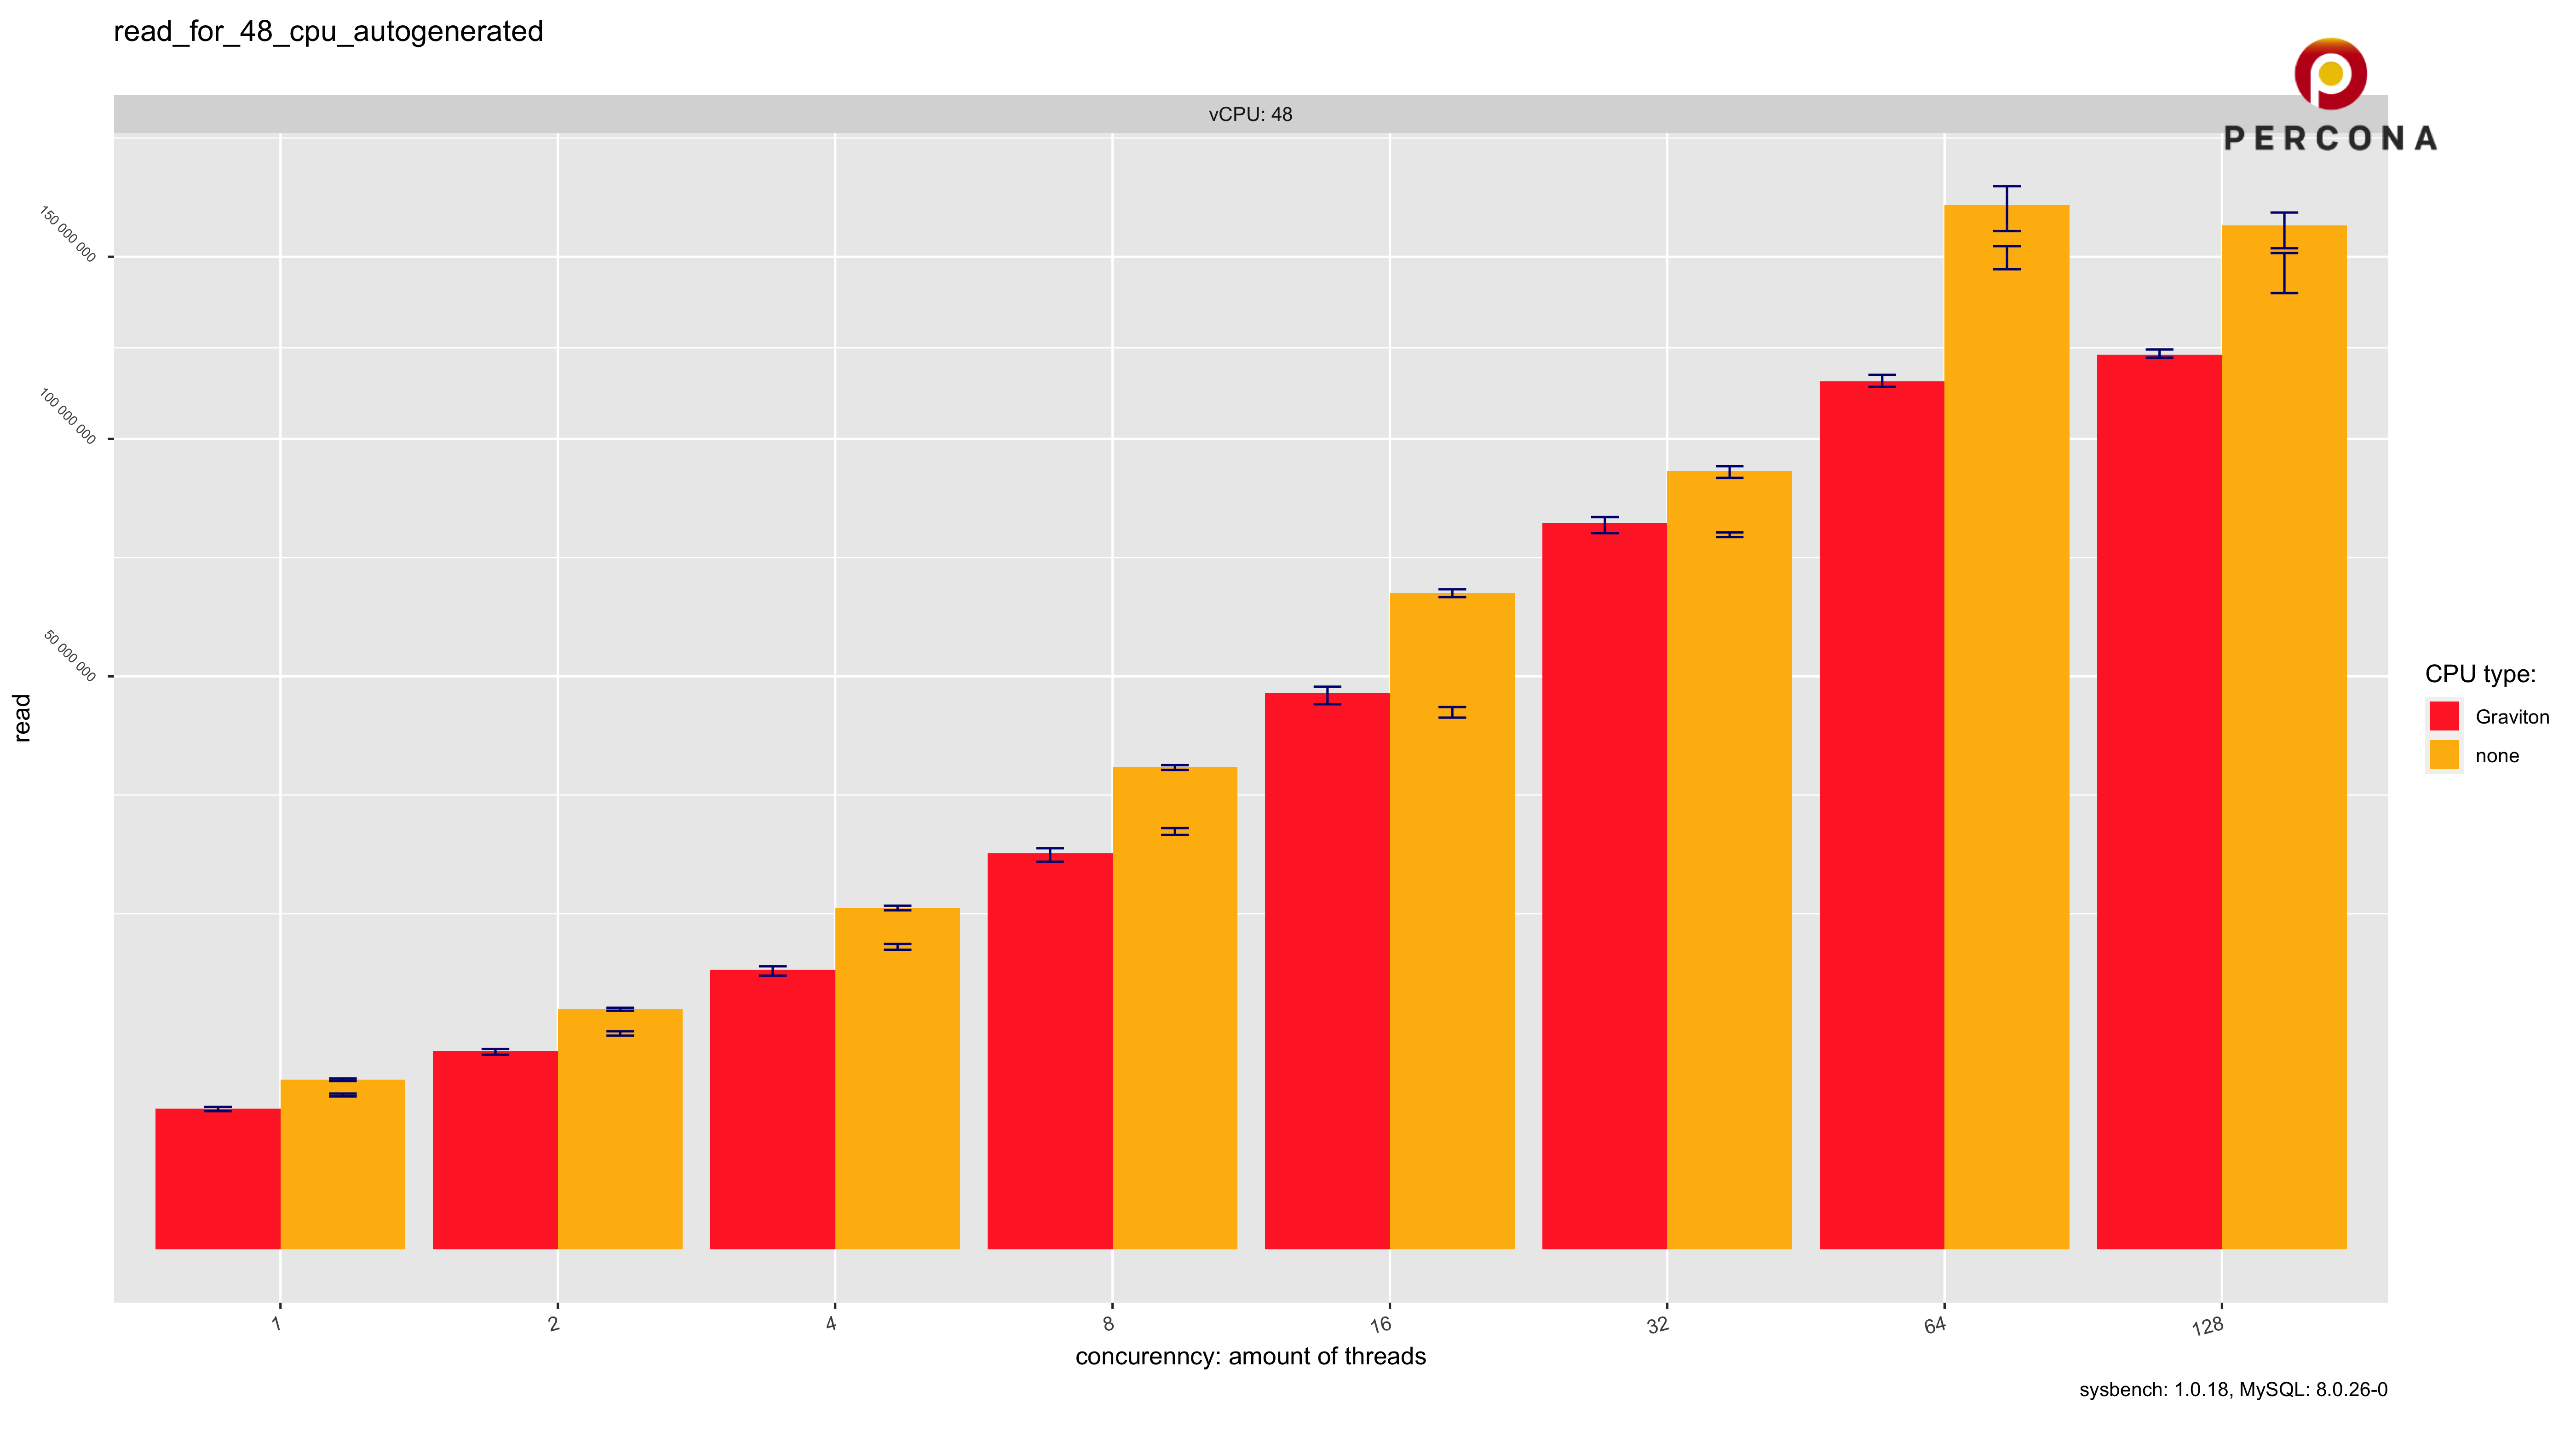 read_for_48_cpu_autogenerated
PERCONA
vCPU: 48
150 000 000
100 000 000
50 000 000
read
1
2
4
8
16
32
64
128
concurenncy: amount of threads
CPU type:
Graviton
none
sysbench: 1.0.18, MySQL: 8.0.26-0